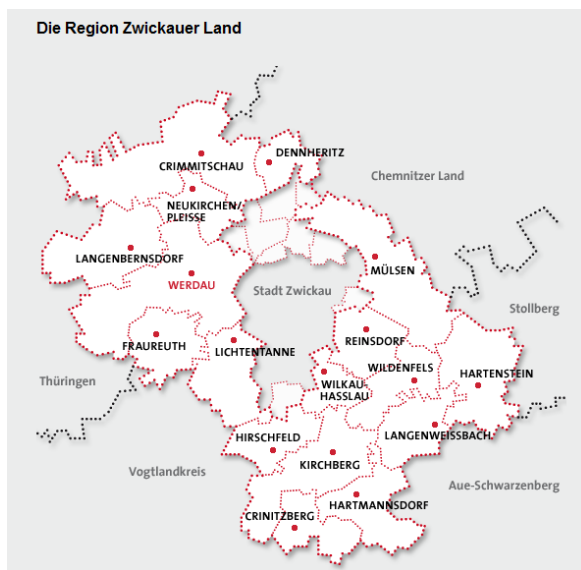 Die Region Zwickauer Land
DENNHERITZ
CRIMMITSCHAU
Chemnitzer Land
NEUKIRCHEN/
PLEISSE
LANGENBERNSDORF
MÜLSEN
WERDAU
Stadt Zwickau
Stollberg
REINSDORF
FRAUREUTH
LICHTENTANNE
WILDENFELS
HARTENSTEIN
Thüringen
WILKAU
HASSLAU
HIRSCHFELD
LANGENWEISSBACH
KIRCHBERG
Vogtlandkreis
Aue-Schwarzenberg
HARTMANNSDORF
CRINITZBERG